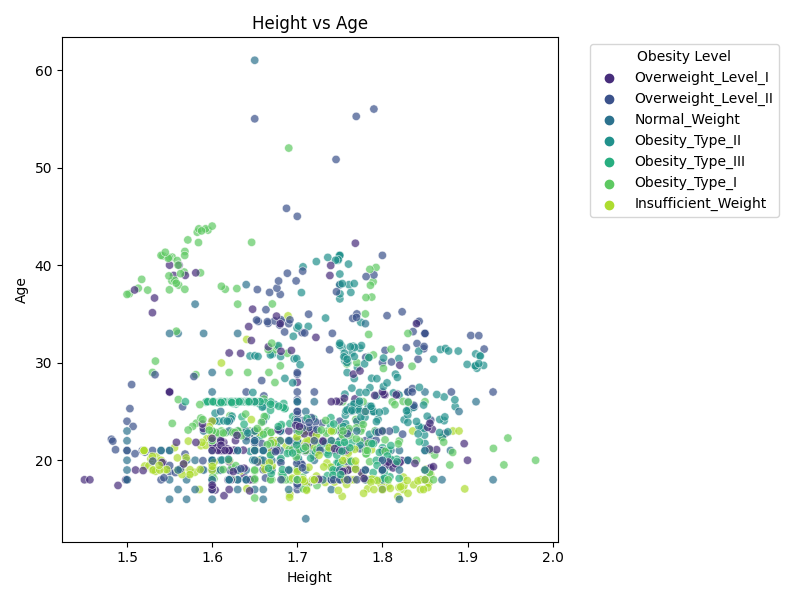 Height vs Age
Obesity Level
Overweight_Level_I
Overweight_Level_II
Normal_Weight
Obesity_Type_II
Obesity_Type_III
Obesity_Type_I
Insufficient_Weight
60
50
40
30
20
Age
1.5 1.6 1.7 1.8 1.9 2.0
Height